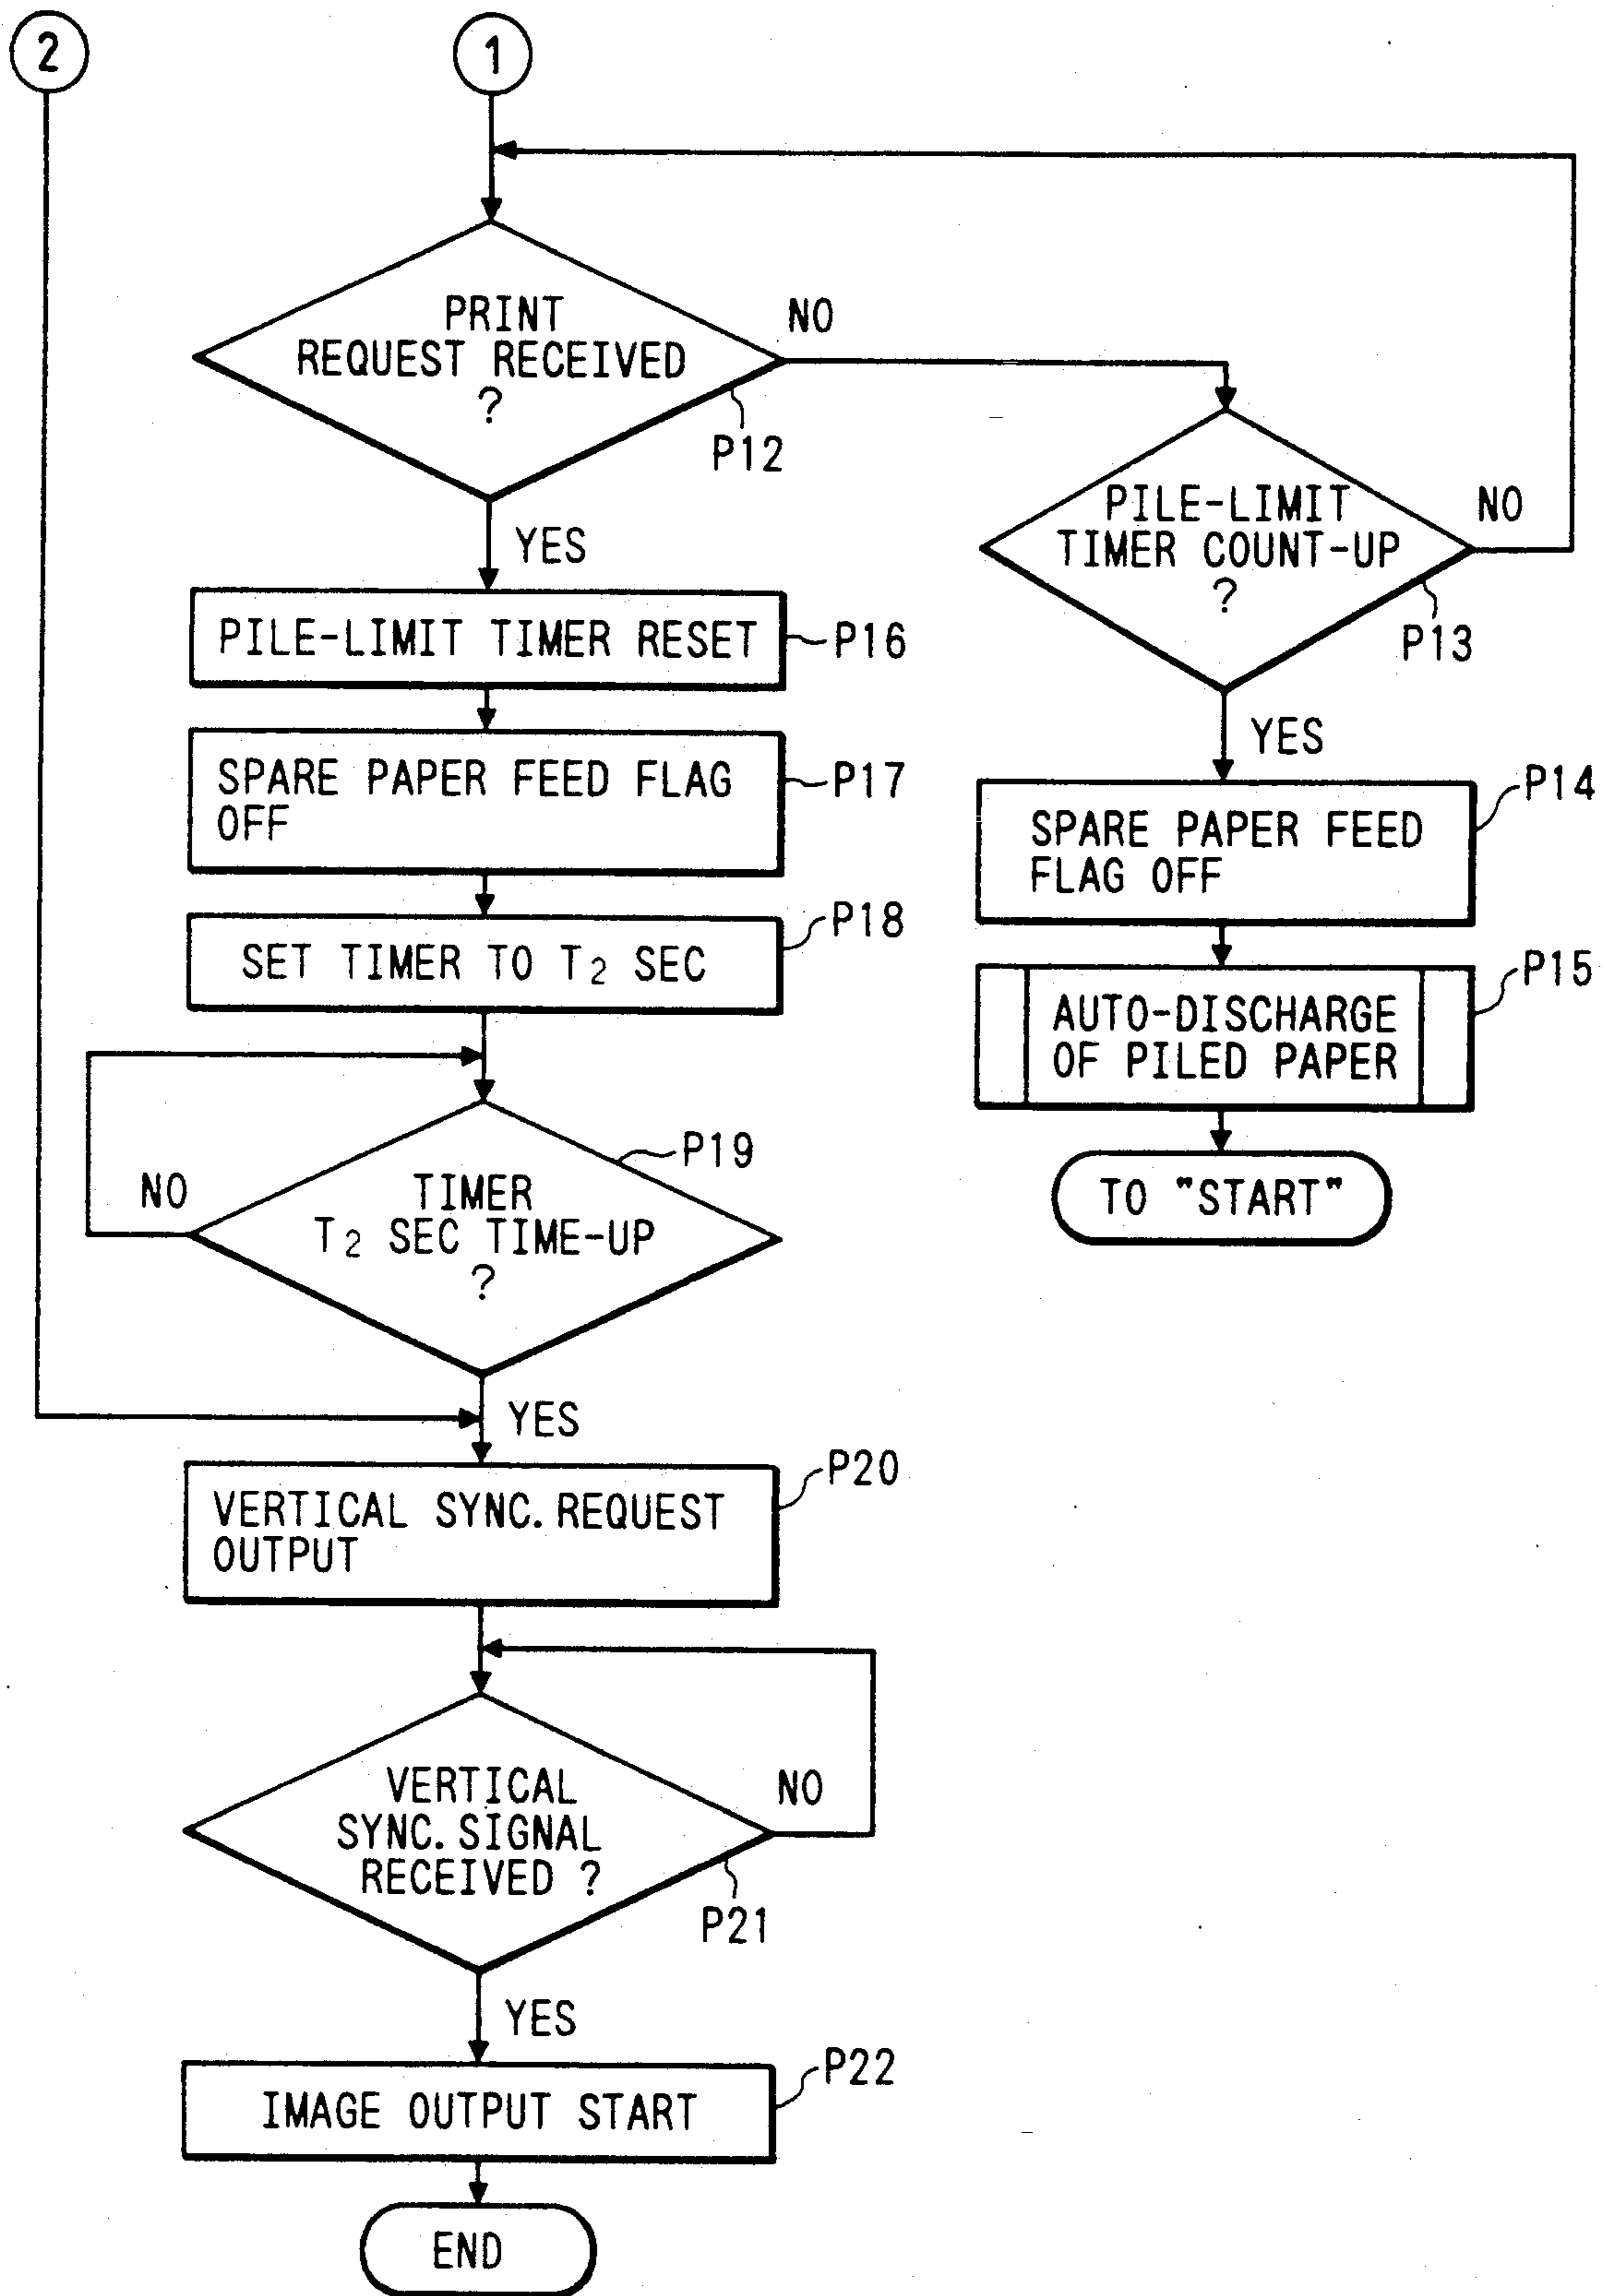 2
1
PRINT
REQUEST RECEIVED
?
NO
P12
YES
PILE-LIMIT
TIMER COUNT-UP
?
NO
P13
YES
PILE-LIMIT TIMER RESET
P16
SPARE PAPER FEED FLAG
OFF
P17
SPARE PAPER FEED
FLAG OFF
P14
SET TIMER TO T2 SEC
P18
AUTO-DISCHARGE
OF PILED PAPER
P15
TO "START"
TIMER
T2 SEC TIME-UP
?
P19
NO
YES
VERTICAL SYNC. REQUEST
OUTPUT
P20
VERTICAL
SYNC. SIGNAL
RECEIVED ?
NO
P21
YES
IMAGE OUTPUT START
P22
END